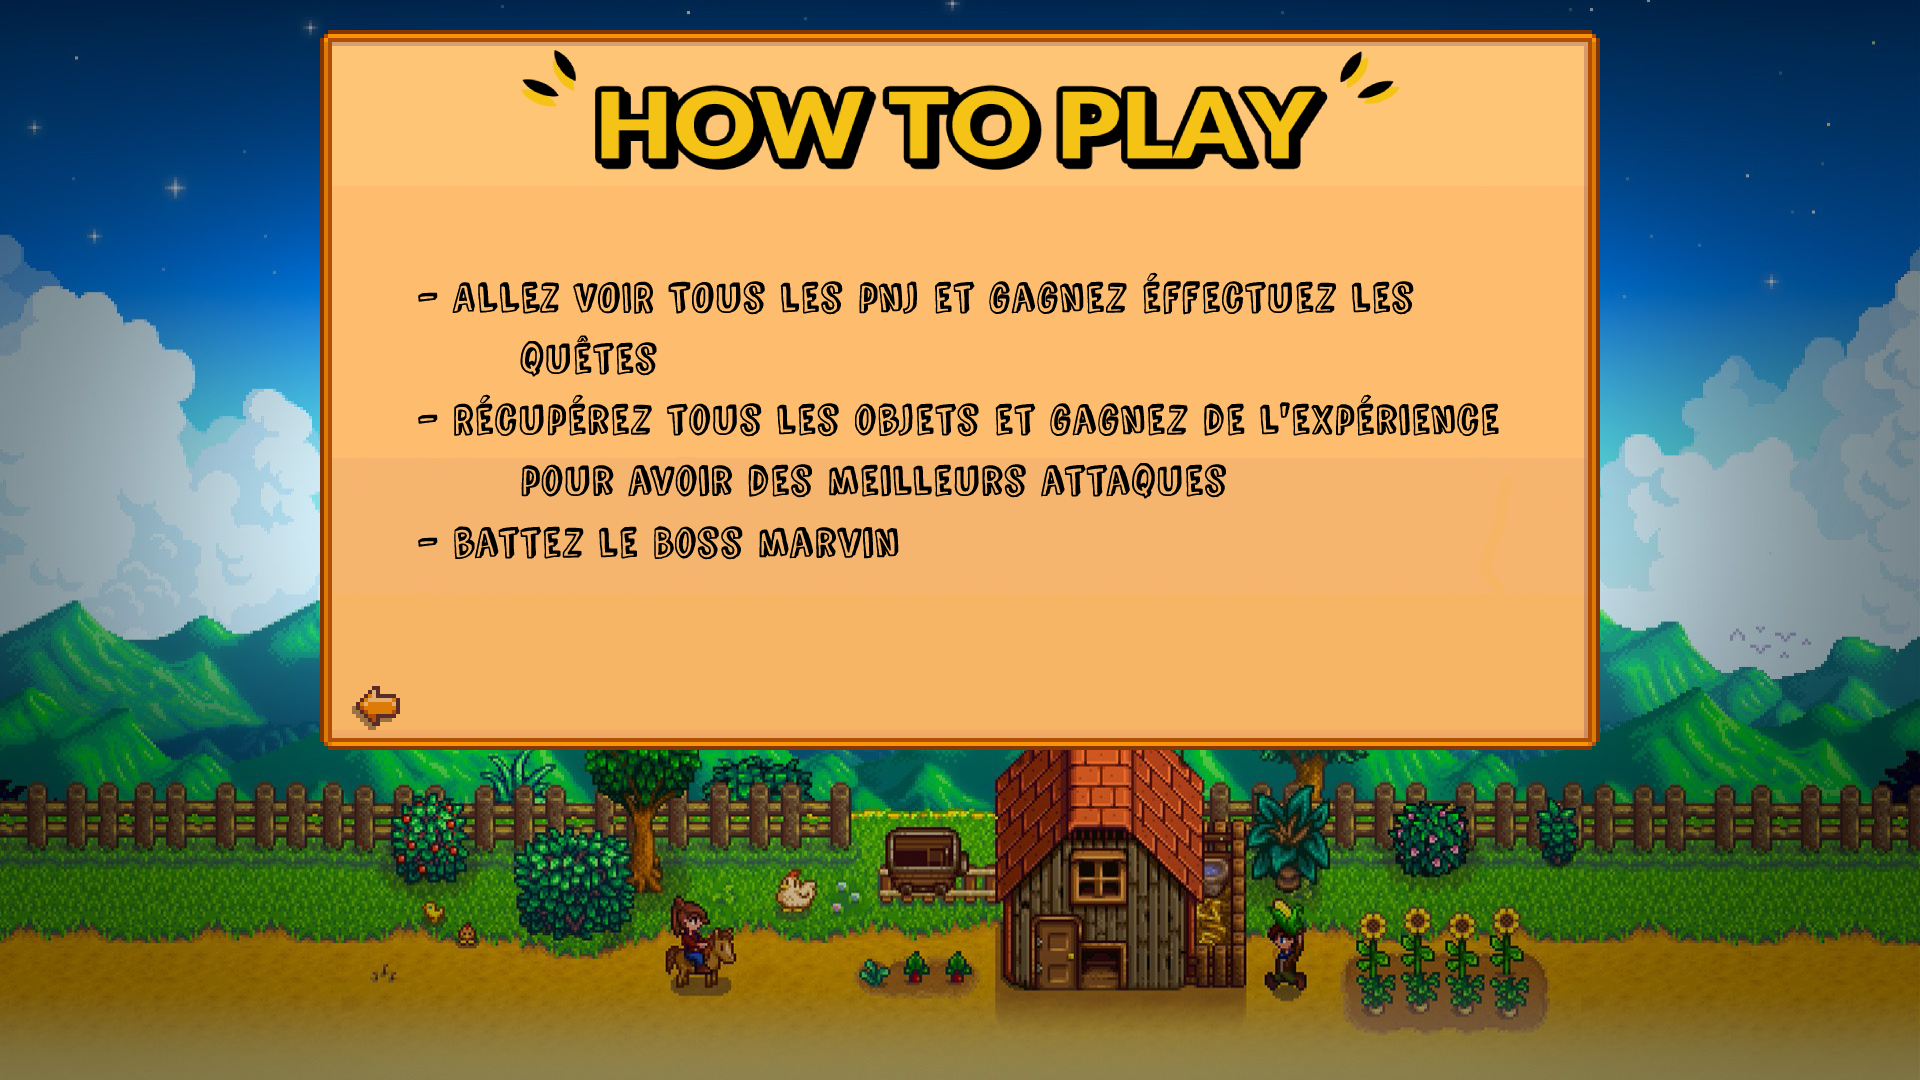 HOW TO PLAY
- ALLEZ VOIR TOUS LES PNJ ET GAGNEZ ÉFFECTUEZ LES
QUÊTES
- RÉCUPÉREZ TOUS LES OBJETS ET GAGNEZ DE L'EXPÉRIENCE
POUR AVOIR DES MEILLEURS ATTAQUES
- BATTEZ LE BOSS MARVIN